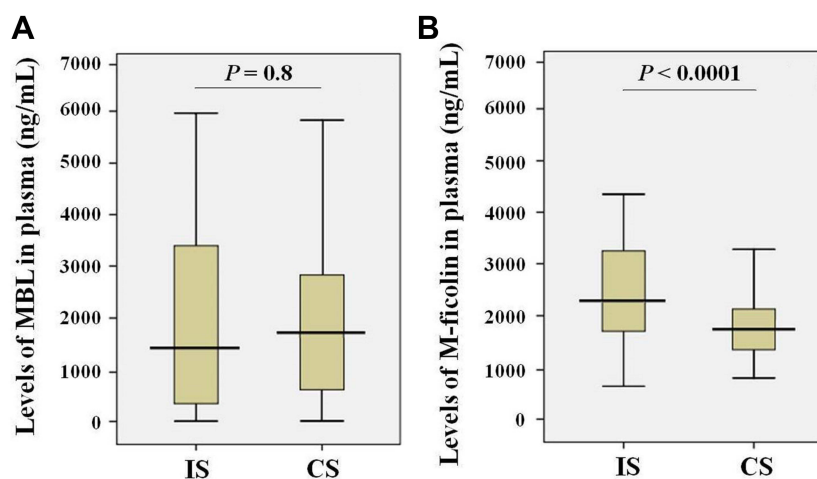 A
Levels of MBL in plasma (ng/mL)
7000
6000
5000
4000
3000
2000
1000
0
P = 0.8
IS
CS
B
Levels of M-ficolin in plasma (ng/mL)
7000
6000
5000
4000
3000
2000
1000
0
P < 0.0001
IS
CS